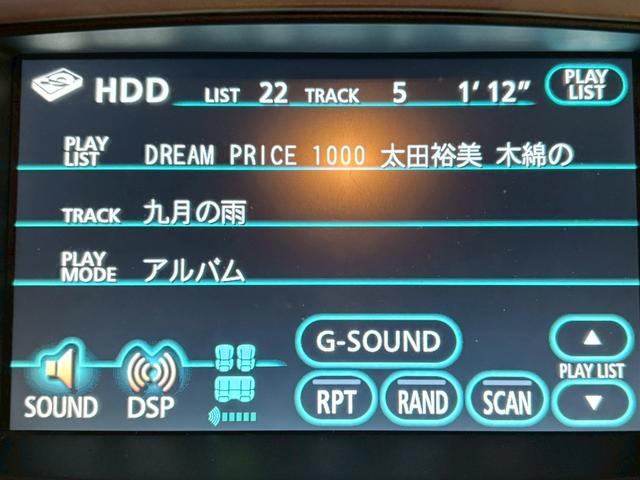 HDD LIST 22 TRACK 5 1'12" PLAY LIST
PLAY LIST DREAM PRICE 1000 太田裕美 木綿の
TRACK 九月の雨
PLAY MODE アルバム
G-SOUND
PLAY LIST
SOUND DSP RPT RAND SCAN